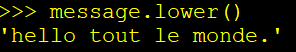 >>> message.lower()
'hello tout le monde.'